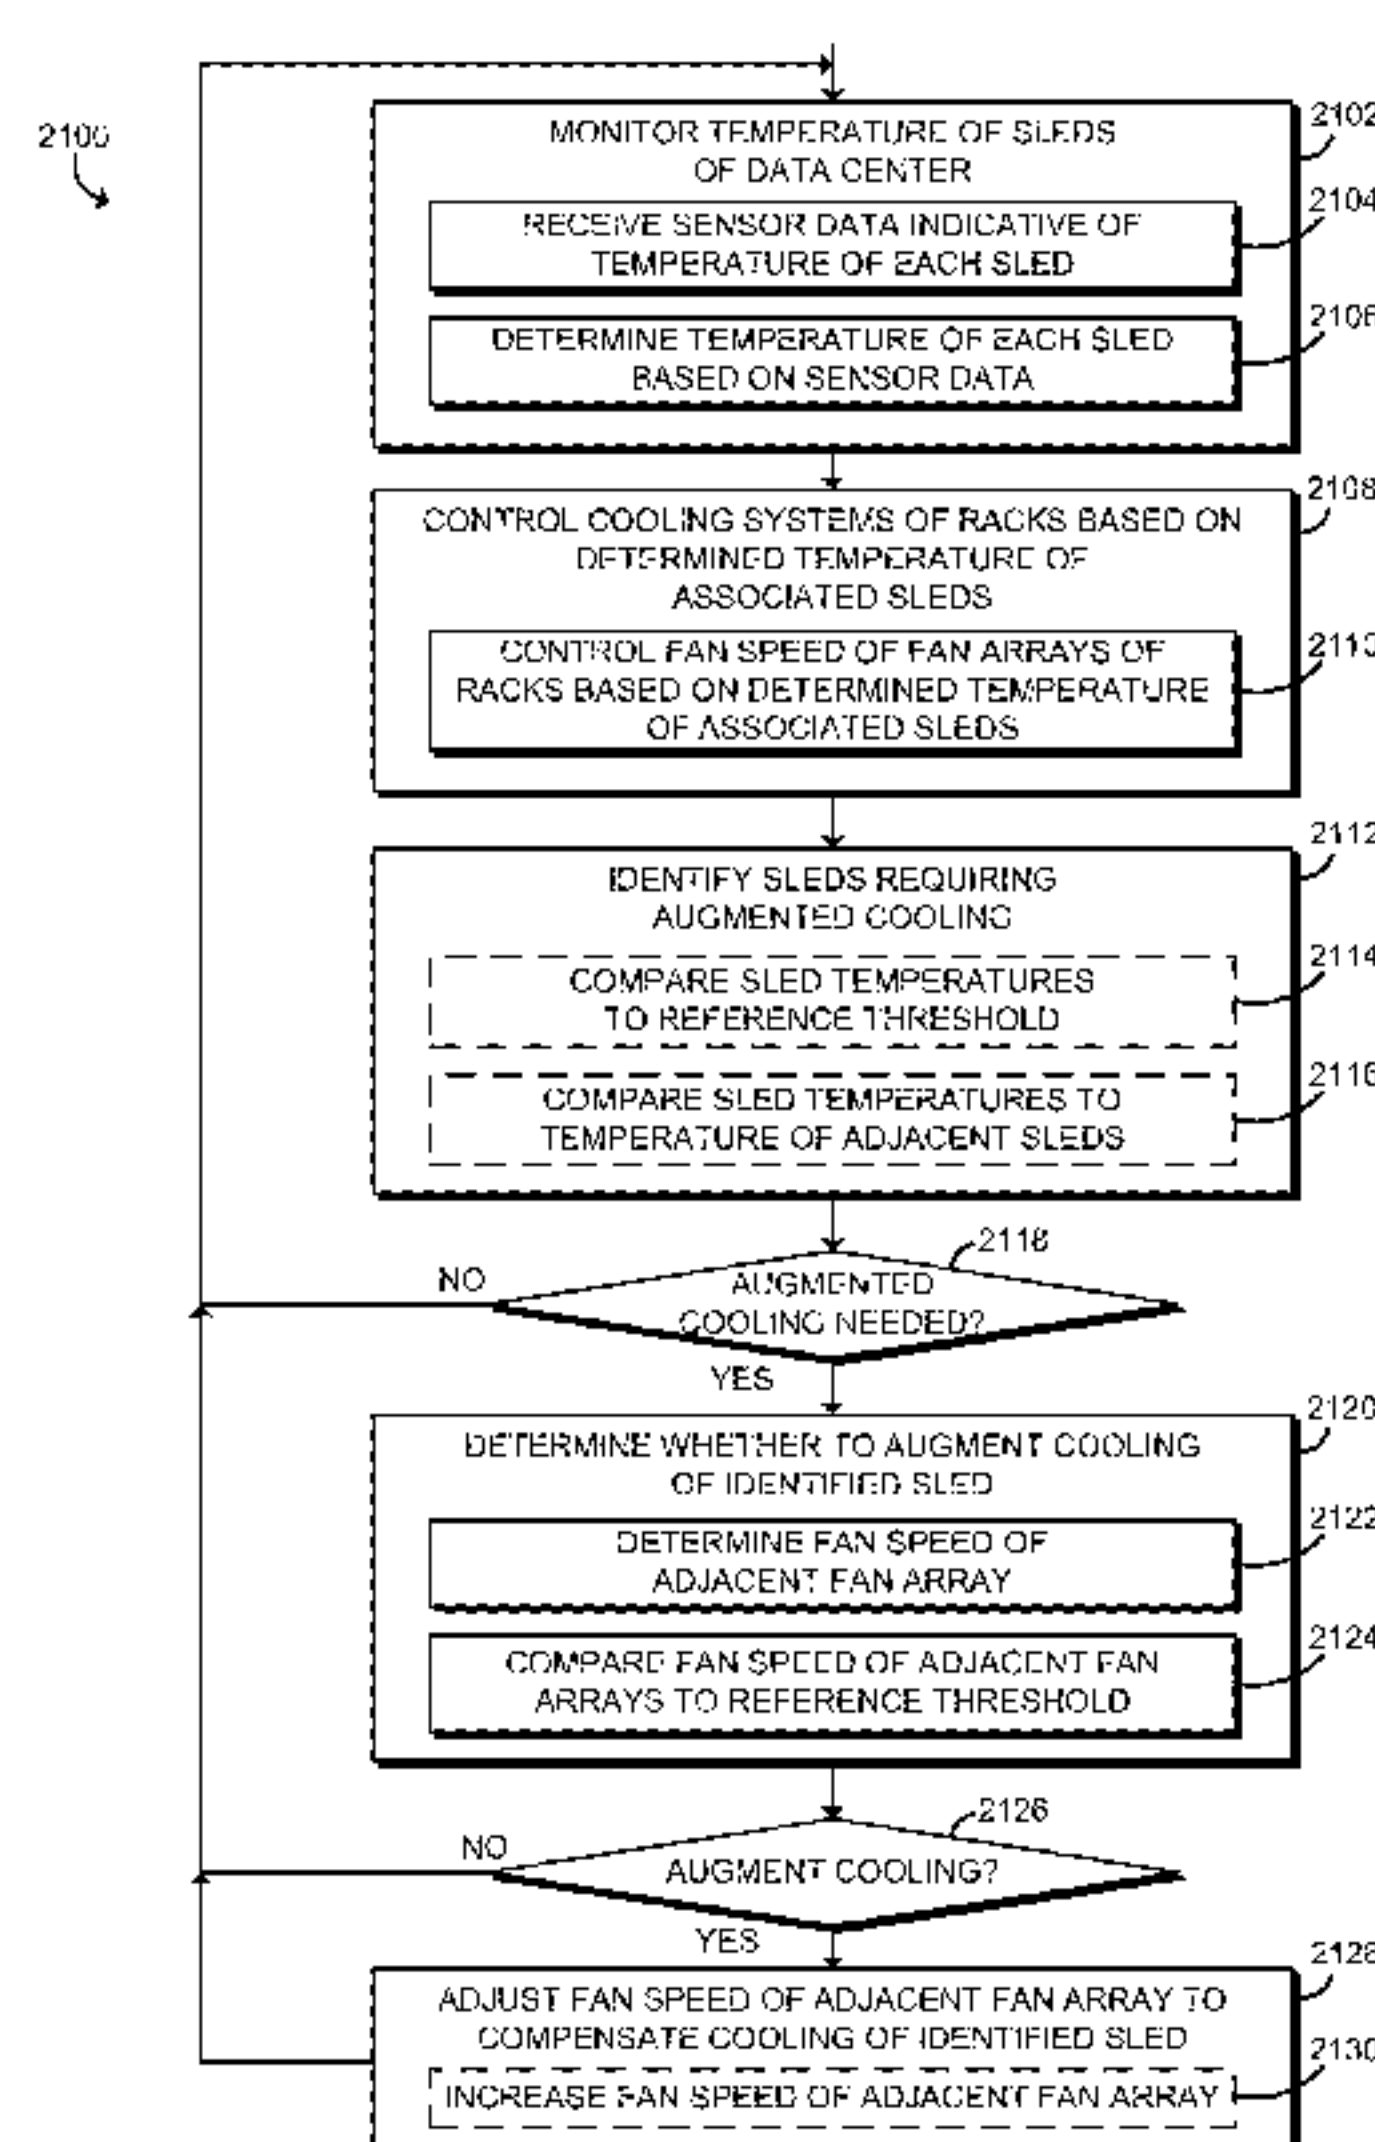 2100
2102
MONITOR TEMPERATURE OF SLEDS
OF DATA CENTER
2104
RECEIVE SENSOR DATA INDICATIVE OF
TEMPERATURE OF EACH SLED
2106
DETERMINE TEMPERATURE OF EACH SLED
BASED ON SENSOR DATA
2108
CONTROL COOLING SYSTEMS OF RACKS BASED ON
DETERMINED TEMPERATURE OF
ASSOCIATED SLEDS
2110
CONTROL FAN SPEED OF FAN ARRAYS OF
RACKS BASED ON DETERMINED TEMPERATURE
OF ASSOCIATED SLEDS
2112
IDENTIFY SLEDS REQUIRING
AUGMENTED COOLING
2114
COMPARE SLED TEMPERATURES
TO REFERENCE THRESHOLD
2116
COMPARE SLED TEMPERATURES TO
TEMPERATURE OF ADJACENT SLEDS
2118
NO
AUGMENTED
COOLING NEEDED?
YES
2120
DETERMINE WHETHER TO AUGMENT COOLING
OF IDENTIFIED SLED
2122
DETERMINE FAN SPEED OF
ADJACENT FAN ARRAY
2124
COMPARE FAN SPEED OF ADJACENT FAN
ARRAYS TO REFERENCE THRESHOLD
2126
NO
AUGMENT COOLING?
YES
2128
ADJUST FAN SPEED OF ADJACENT FAN ARRAY TO
COMPENSATE COOLING OF IDENTIFIED SLED
2130
INCREASE FAN SPEED OF ADJACENT FAN ARRAY